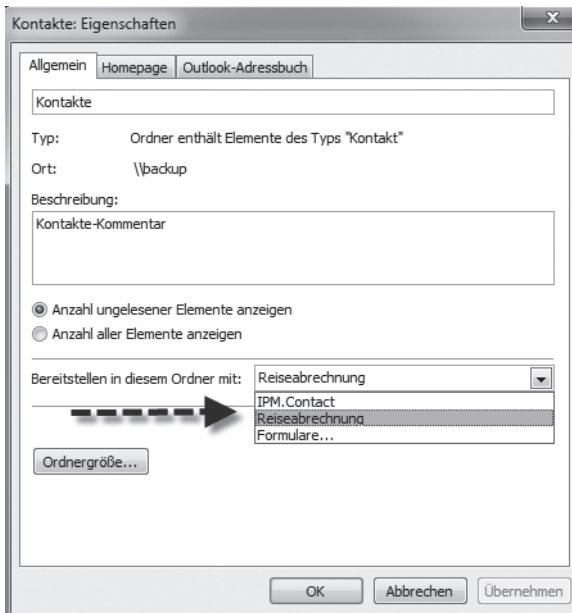 Kontakte: Eigenschaften
Allgemein Homepage Outlook-Adressbuch
Kontakte
Typ: Ordner enthält Elemente des Typs "Kontakt"
Ort: \\backup
Beschreibung:
Kontakte-Kommentar
Anzahl ungelesener Elemente anzeigen
Anzahl aller Elemente anzeigen
Bereitstellen in diesem Ordner mit: Reiseabrechnung
IPM.Contact
Reiseabrechnung
Formulare...
Ordnergröße...
OK Abbrechen Übernehmen